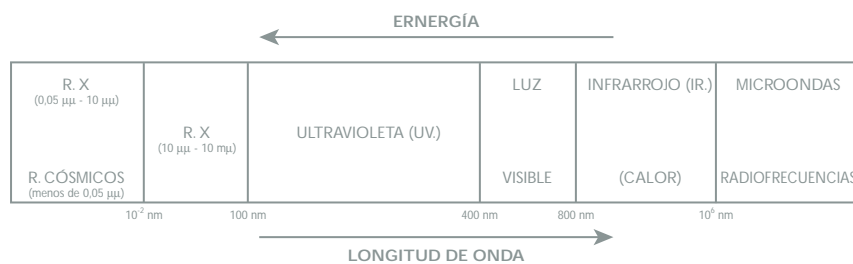 ERNERGÍA
R. X
(0,05 µµ - 10 µµ)
R. CÓSMICOS
(menos de 0,05 µµ)
R. X
(10 µµ - 10 mµ)
ULTRAVIOLETA (UV.)
LUZ
VISIBLE
INFRARROJO (IR.)
(CALOR)
MICROONDAS
RADIOFRECUENCIAS
10⁻² nm
100 nm
400 nm
800 nm
10⁶ nm
LONGITUD DE ONDA